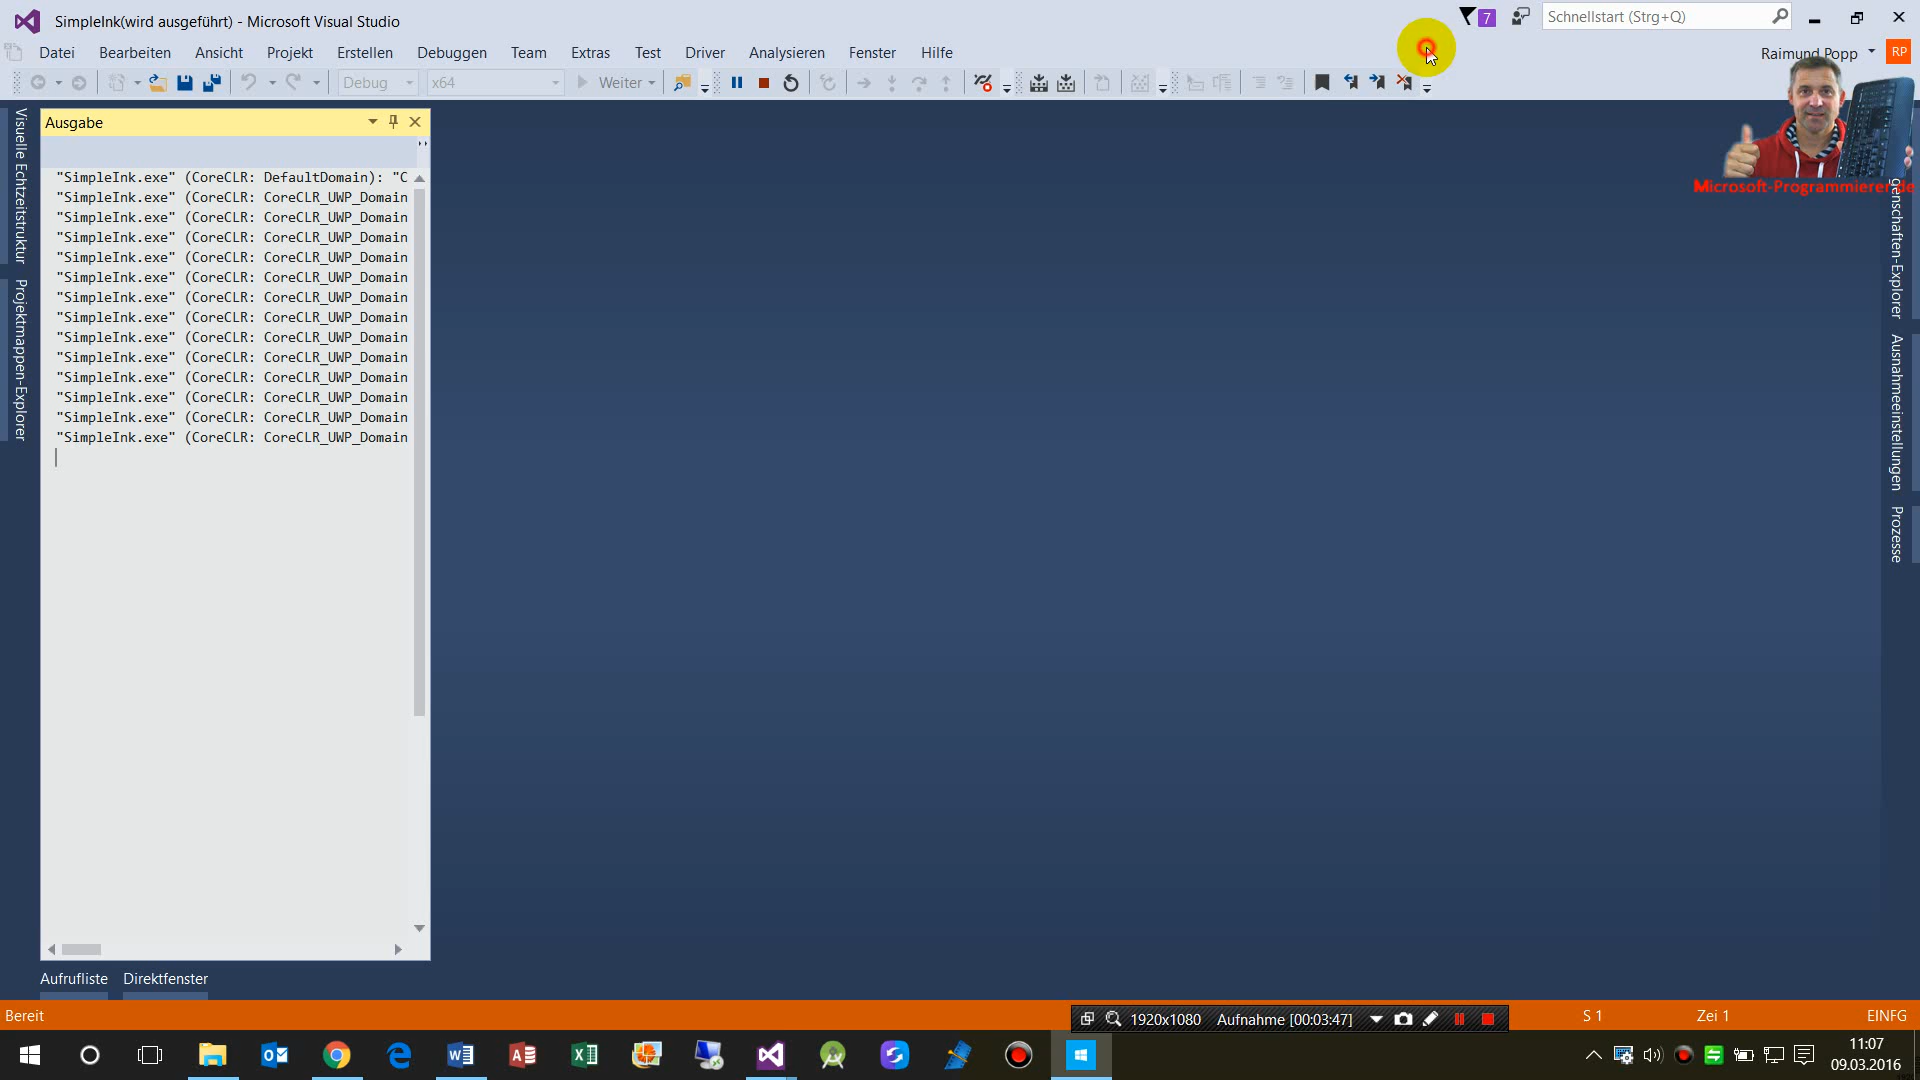 SimpleInk(wird ausgeführt) - Microsoft Visual Studio
7
Schnellstart (Strg+Q)
Datei Bearbeiten Ansicht Projekt Erstellen Debuggen Team Extras Test Driver Analysieren Fenster Hilfe
Raimund Popp
RP
Debug x64 Weiter
Microsoft-Programmierer.de
Visuelle Echtzeitstruktur
Projektmappen-Explorer
Ausgabe
"SimpleInk.exe" (CoreCLR: DefaultDomain): "C
"SimpleInk.exe" (CoreCLR: CoreCLR_UWP_Domain
"SimpleInk.exe" (CoreCLR: CoreCLR_UWP_Domain
"SimpleInk.exe" (CoreCLR: CoreCLR_UWP_Domain
"SimpleInk.exe" (CoreCLR: CoreCLR_UWP_Domain
"SimpleInk.exe" (CoreCLR: CoreCLR_UWP_Domain
"SimpleInk.exe" (CoreCLR: CoreCLR_UWP_Domain
"SimpleInk.exe" (CoreCLR: CoreCLR_UWP_Domain
"SimpleInk.exe" (CoreCLR: CoreCLR_UWP_Domain
"SimpleInk.exe" (CoreCLR: CoreCLR_UWP_Domain
"SimpleInk.exe" (CoreCLR: CoreCLR_UWP_Domain
"SimpleInk.exe" (CoreCLR: CoreCLR_UWP_Domain
"SimpleInk.exe" (CoreCLR: CoreCLR_UWP_Domain
"SimpleInk.exe" (CoreCLR: CoreCLR_UWP_Domain
genschaften-Explorer
Ausnahmeeinstellungen
Prozesse
Aufrufliste Direktfenster
Bereit
1920x1080 Aufnahme [00:03:47]
S 1 Zei 1 EINFG
11:07
09.03.2016